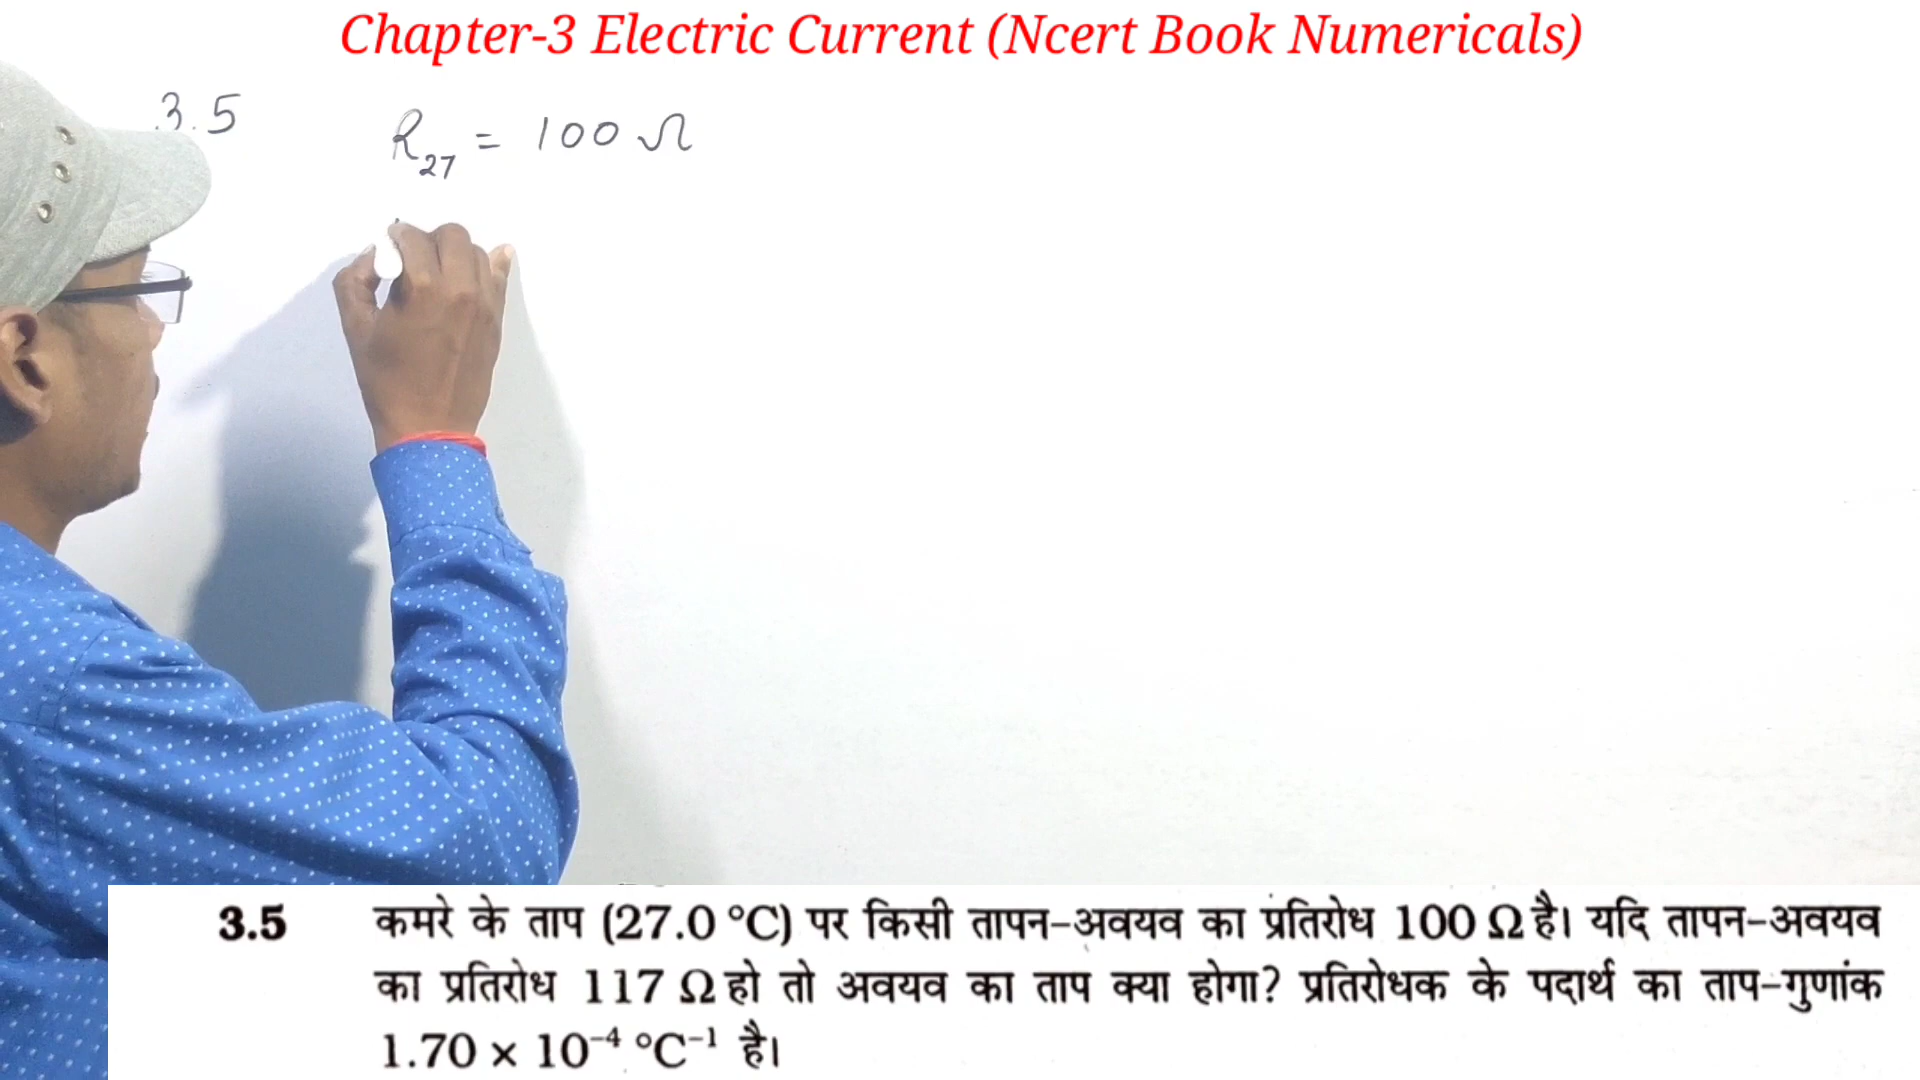 Chapter-3 Electric Current (Ncert Book Numericals)
3.5
R₂₇ = 100 Ω
3.5 कमरे के ताप (27.0 °C) पर किसी तापन-अवयव का प्रतिरोध 100 Ω है। यदि तापन-अवयव
का प्रतिरोध 117 Ω हो तो अवयव का ताप क्या होगा? प्रतिरोधक के पदार्थ का ताप-गुणांक
1.70 × 10⁻⁴ °C⁻¹ है।